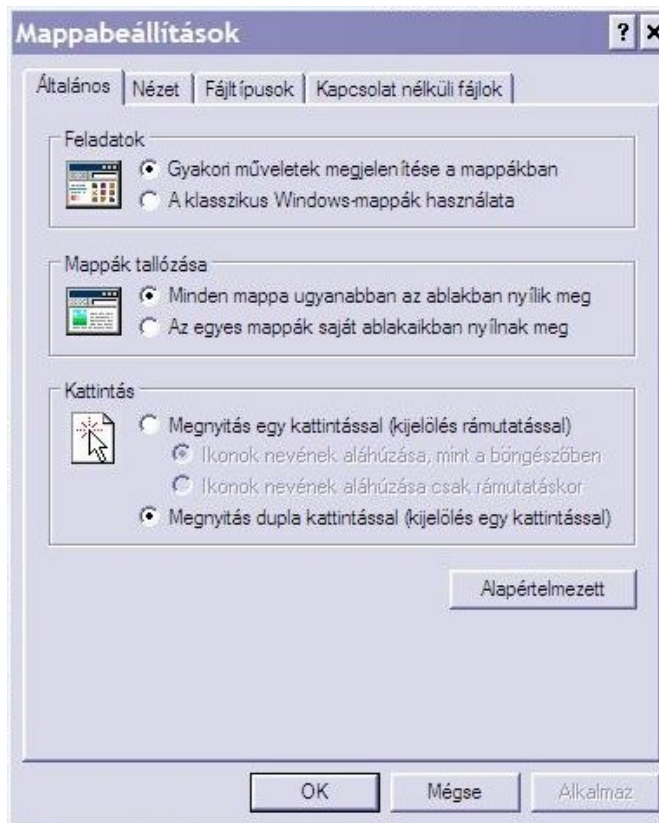 Mappabeállítások
Általános Nézet Fájltípusok Kapcsolat nélküli fájlok
Feladatok
Gyakori műveletek megjelenítése a mappákban
A klasszikus Windows-mappák használata
Mappák tallózása
Minden mappa ugyanabban az ablakban nyílik meg
Az egyes mappák saját ablakaikban nyílnak meg
Kattintás
Megnyitás egy kattintással (kijelölés rámutatással)
Ikonok nevének aláhúzása, mint a böngészőben
Ikonok nevének aláhúzása csak rámutatáskor
Megnyitás dupla kattintással (kijelölés egy kattintással)
Alapértelmezett
OK Mégse Alkalmaz